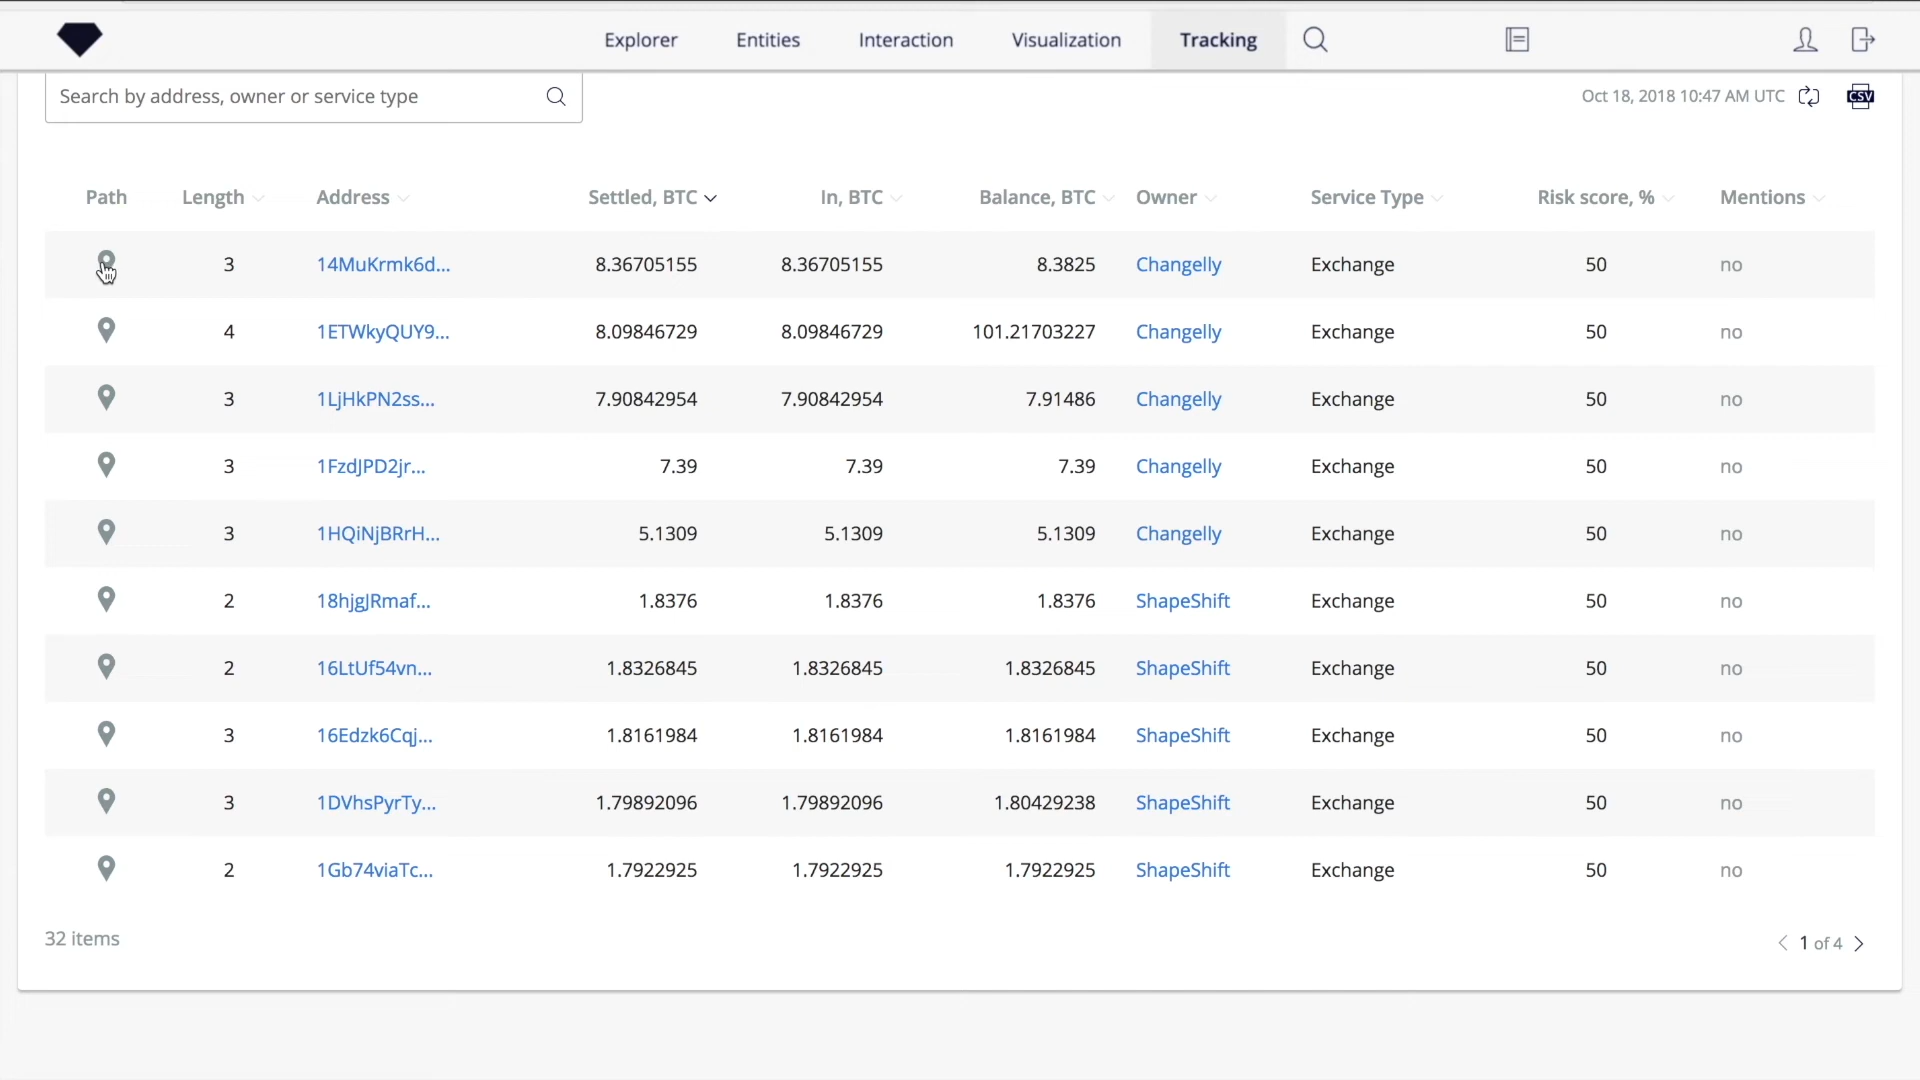 Explorer Entities Interaction Visualization Tracking
Search by address, owner or service type Oct 18, 2018 10:47 AM UTC CSV
Path Length Address Settled, BTC In, BTC Balance, BTC Owner Service Type Risk score, % Mentions
3 14MuKrmk6d... 8.36705155 8.36705155 8.3825 Changelly Exchange 50 no
4 1ETWkyQUY9... 8.09846729 8.09846729 101.21703227 Changelly Exchange 50 no
3 1LjHkPN2ss... 7.90842954 7.90842954 7.91486 Changelly Exchange 50 no
3 1FzdJPD2jr... 7.39 7.39 7.39 Changelly Exchange 50 no
3 1HQiNjBRrH... 5.1309 5.1309 5.1309 Changelly Exchange 50 no
2 18hjgJRmaf... 1.8376 1.8376 1.8376 ShapeShift Exchange 50 no
2 16LtUf54vn... 1.8326845 1.8326845 1.8326845 ShapeShift Exchange 50 no
3 16Edzk6Cqj... 1.8161984 1.8161984 1.8161984 ShapeShift Exchange 50 no
3 1DVhsPyrTy... 1.79892096 1.79892096 1.80429238 ShapeShift Exchange 50 no
2 1Gb74viaTc... 1.7922925 1.7922925 1.7922925 ShapeShift Exchange 50 no
32 items 1 of 4